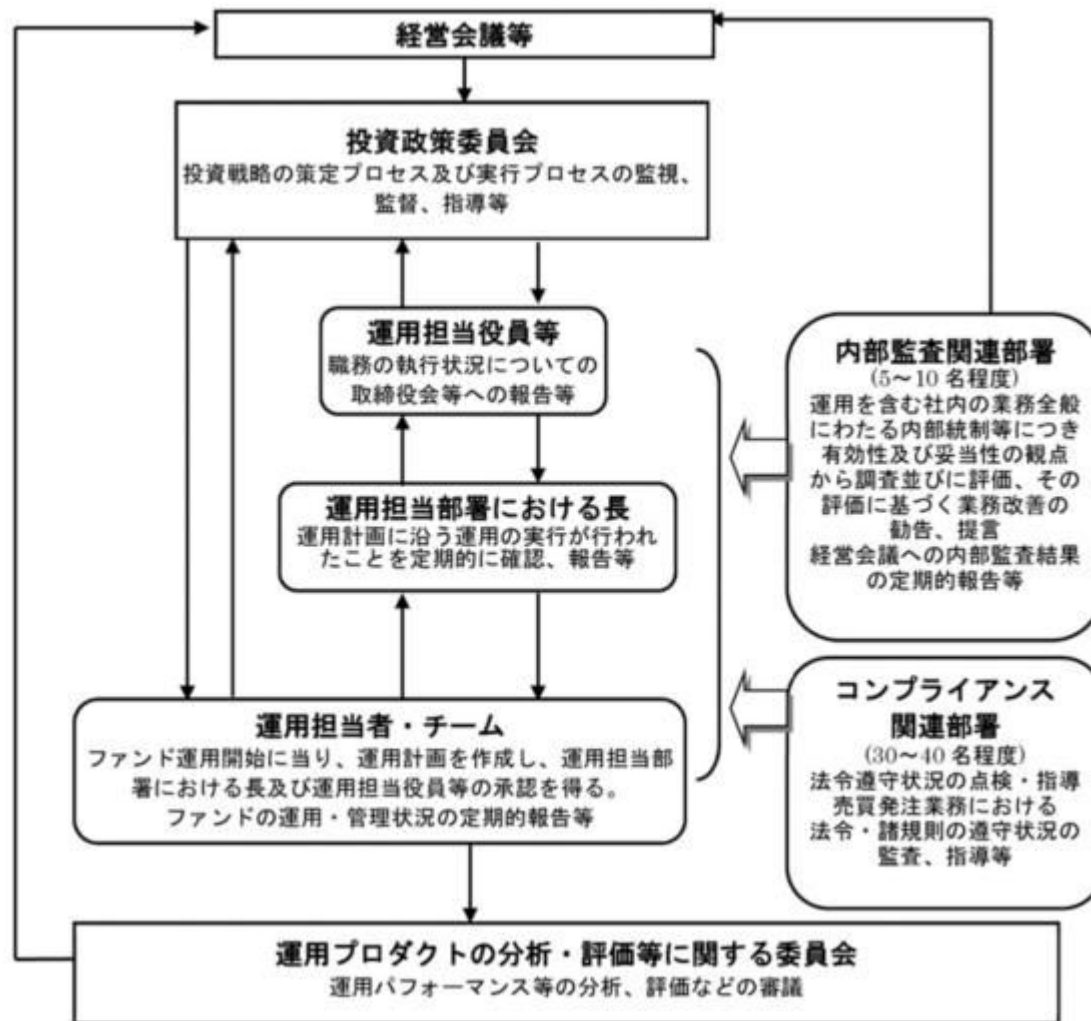 経営会議等
投資政策委員会
投資戦略の策定プロセス及び実行プロセスの監視、
監督、指導等
運用担当役員等
職務の執行状況についての
取締役会等への報告等
運用担当部署における長
運用計画に沿う運用の実行が行われ
たことを定期的に確認、報告等
運用担当者・チーム
ファンド運用開始に当り、運用計画を作成し、運用担当部
署における長及び運用担当役員等の承認を得る。
ファンドの運用・管理状況の定期的報告等
内部監査関連部署
(5～10 名程度)
運用を含む社内の業務全般
にわたる内部統制等につき
有効性及び妥当性の観点
から調査並びに評価、その
評価に基づく業務改善の
勧告、提言
経営会議への内部監査結果
の定期的報告等
コンプライアンス
関連部署
(30～40 名程度)
法令遵守状況の点検・指導
売買発注業務における
法令・諸規則の遵守状況の
監査、指導等
運用プロダクトの分析・評価等に関する委員会
運用パフォーマンス等の分析、評価などの審議